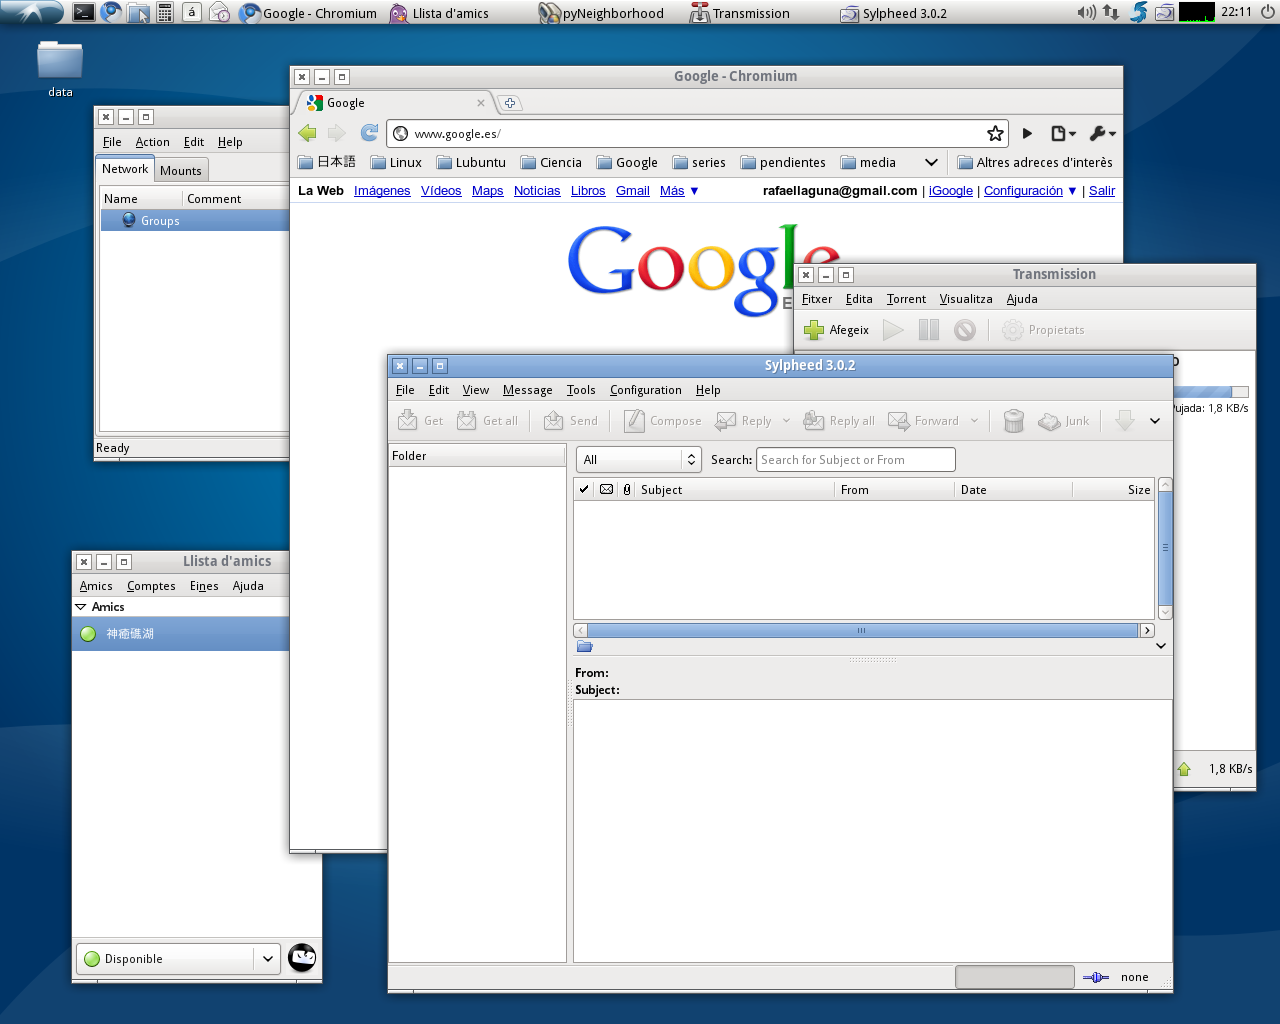 Google - Chromium
Llista d'amics
pyNeighborhood
Transmission
Sylpheed 3.0.2
22:11
á
data
File Action Edit Help
Network Mounts
Name Comment
Groups
Ready
Google - Chromium
Google
www.google.es/
日本語 Linux Lubuntu Ciencia Google series pendientes media Altres adreces d'interès
La Web Imágenes Vídeos Maps Noticias Libros Gmail Más ▼ rafaellaguna@gmail.com | iGoogle | Configuración ▼ | Salir
Google
E
Transmission
Fitxer Edita Torrent Visualitza Ajuda
Afegeix Propietats
Pujada: 1,8 KB/s
1,8 KB/s
Sylpheed 3.0.2
File Edit View Message Tools Configuration Help
Get Get all Send Compose Reply Reply all Forward Junk
Folder
All Search: Search for Subject or From
Subject From Date Size
From:
Subject:
none
Llista d'amics
Amics Comptes Eines Ajuda
Amics
神癒礁湖
Disponible